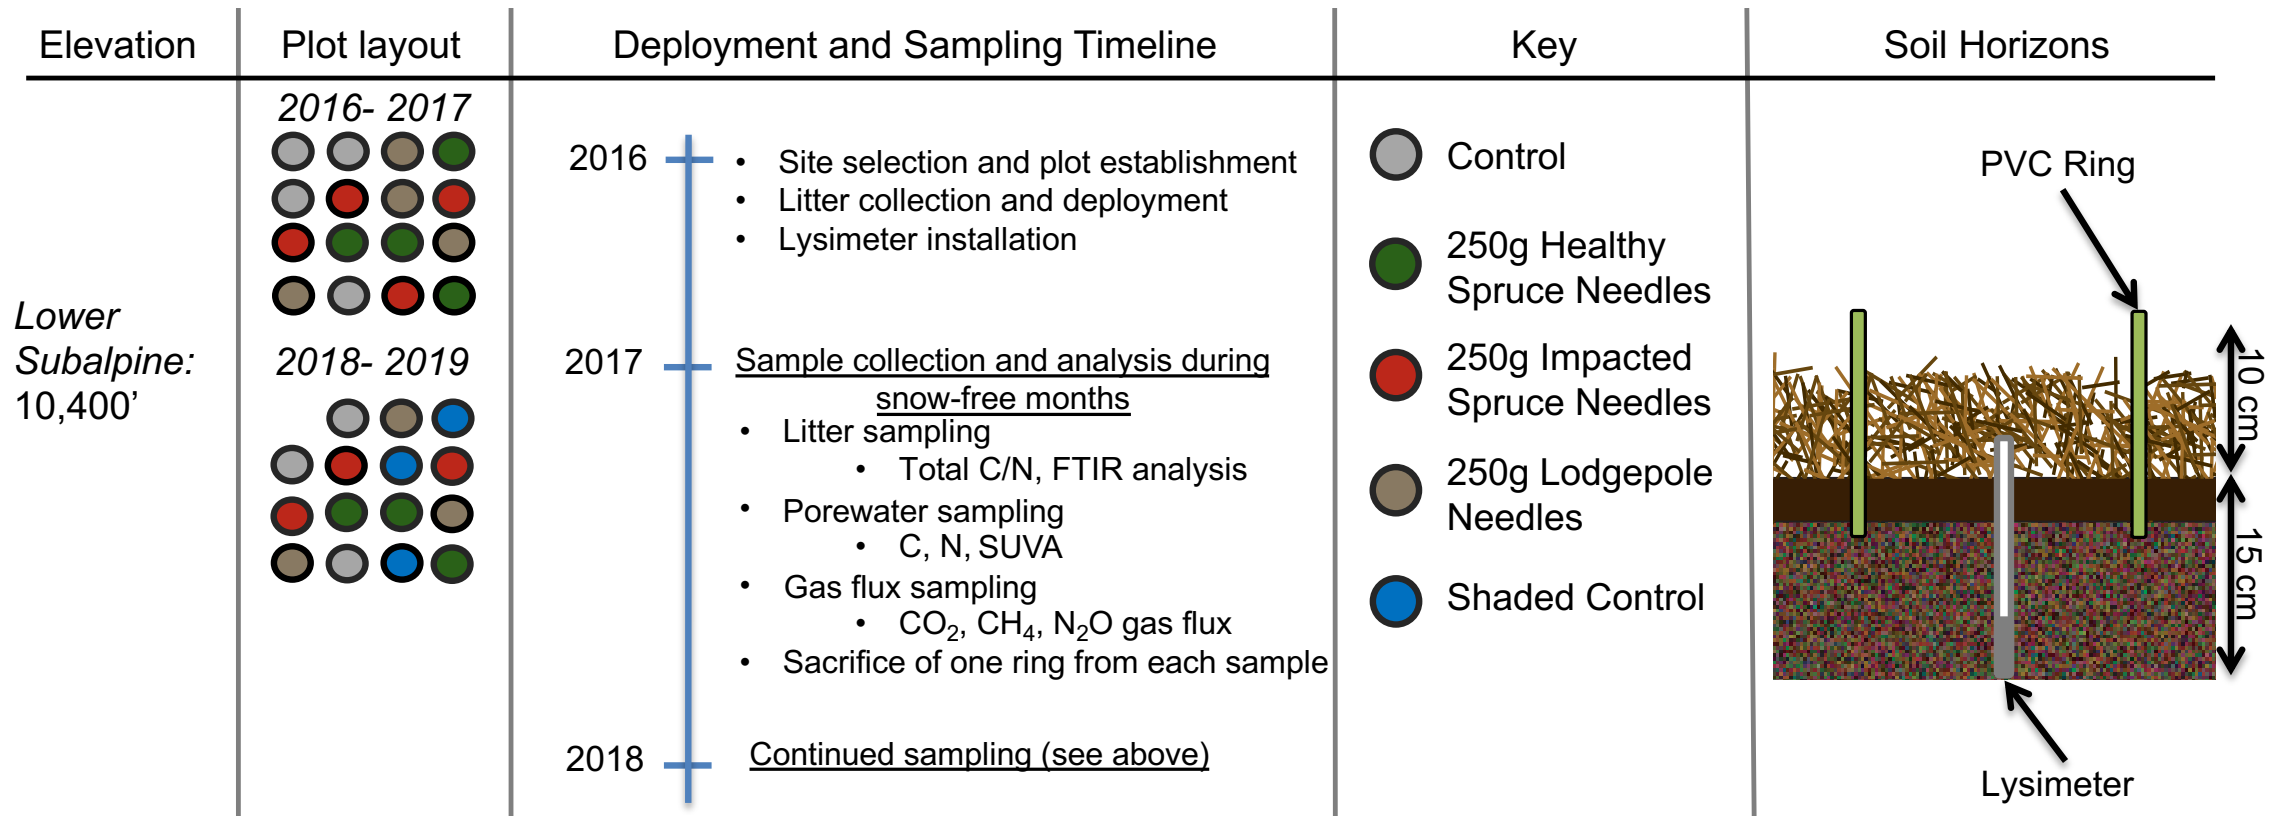 Elevation
Plot layout
Deployment and Sampling Timeline
Key
Soil Horizons
Lower
Subalpine:
10,400’
2016- 2017
2018- 2019
2016
• Site selection and plot establishment
• Litter collection and deployment
• Lysimeter installation
2017
Sample collection and analysis during
snow-free months
• Litter sampling
• Total C/N, FTIR analysis
• Porewater sampling
• C, N, SUVA
• Gas flux sampling
• CO₂, CH₄, N₂O gas flux
• Sacrifice of one ring from each sample
2018
Continued sampling (see above)
Control
250g Healthy
Spruce Needles
250g Impacted
Spruce Needles
250g Lodgepole
Needles
Shaded Control
PVC Ring
10 cm
15 cm
Lysimeter